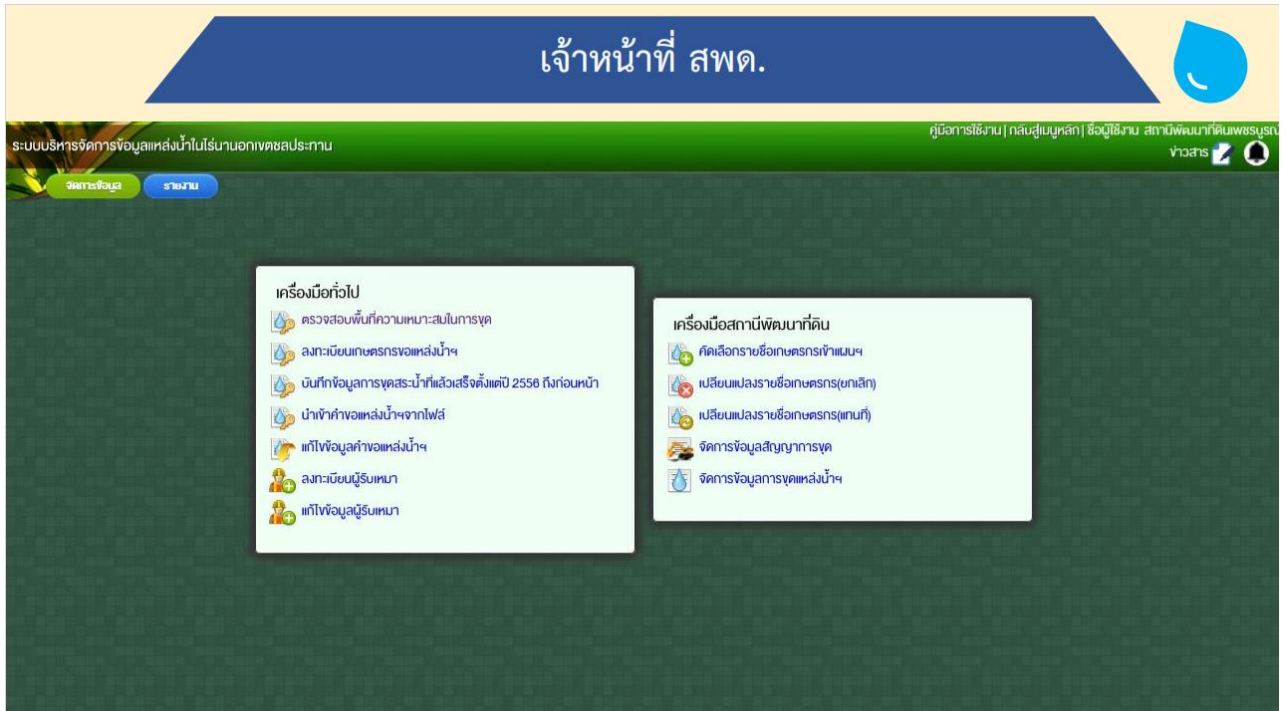 เจ้าหน้าที่ สพด.
ระบบบริหารจัดการข้อมูลแหล่งน้ำในไร่นานอกเขตชลประทาน
คู่มือการใช้งาน | กลับสู่เมนูหลัก | ชื่อผู้ใช้งาน สถานีพัฒนาที่ดินเพชรบูรณ์
ข่าวสาร
จัดการข้อมูล
รายงาน
เครื่องมือทั่วไป
ตรวจสอบพื้นที่ความเหมาะสมในการขุด
ลงทะเบียนเกษตรกรขอแหล่งน้ำฯ
บันทึกข้อมูลการขุดสระน้ำที่แล้วเสร็จตั้งแต่ปี 2556 ถึงก่อนหน้า
นำเข้าคำขอแหล่งน้ำฯจากไฟล์
แก้ไขข้อมูลคำขอแหล่งน้ำฯ
ลงทะเบียนผู้รับเหมา
แก้ไขข้อมูลผู้รับเหมา
เครื่องมือสถานีพัฒนาที่ดิน
คัดเลือกรายชื่อเกษตรกรเข้าแผนฯ
เปลี่ยนแปลงรายชื่อเกษตรกร(ยกเลิก)
เปลี่ยนแปลงรายชื่อเกษตรกร(แทนที่)
จัดการข้อมูลสัญญาการขุด
จัดการข้อมูลการขุดแหล่งน้ำฯ